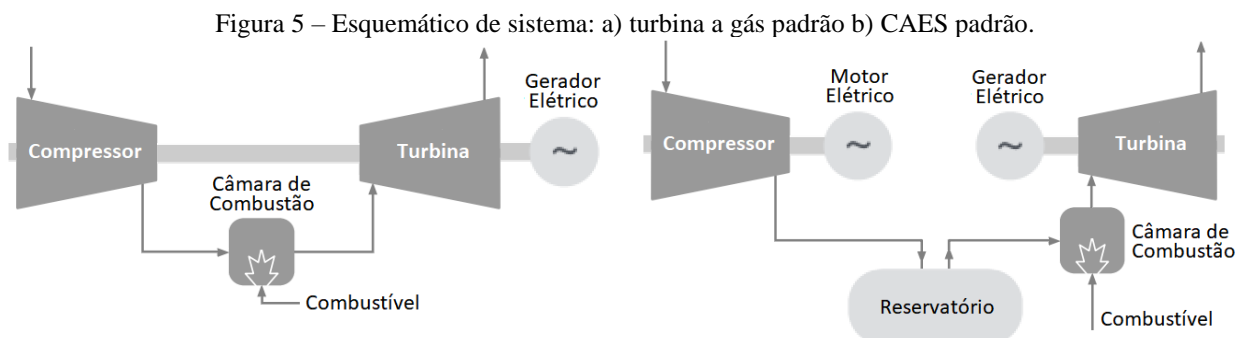 Figura 5 – Esquemático de sistema: a) turbina a gás padrão b) CAES padrão.
Compressor
Turbina
Gerador
Elétrico
~
Câmara de
Combustão
Combustível
Compressor
Motor
Elétrico
~
Gerador
Elétrico
~
Turbina
Câmara de
Combustão
Reservatório
Combustível